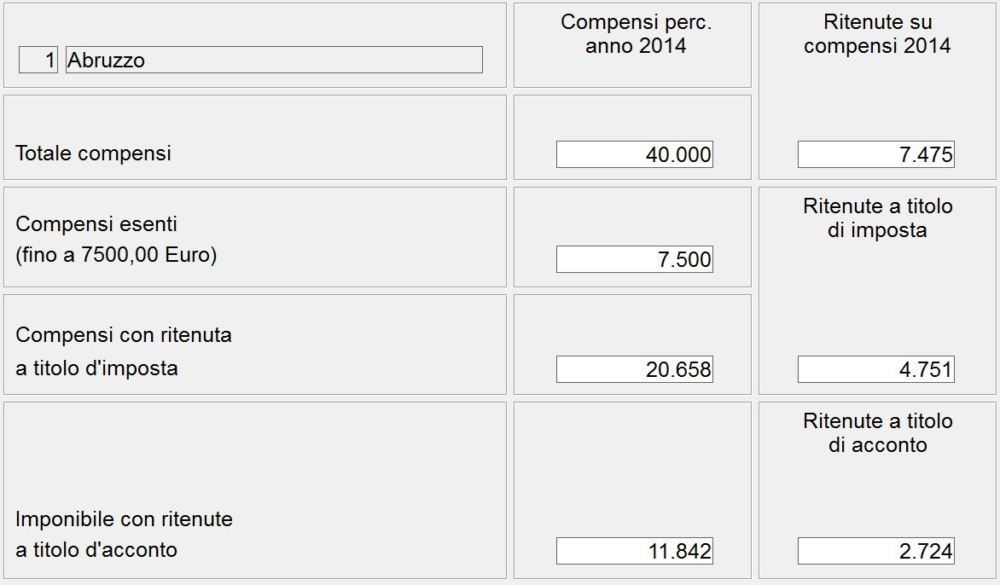 1 Abruzzo
Compensi perc.
anno 2014
Ritenute su
compensi 2014
Totale compensi
40.000
7.475
Compensi esenti
(fino a 7500,00 Euro)
7.500
Ritenute a titolo
di imposta
Compensi con ritenuta
a titolo d'imposta
20.658
4.751
Imponibile con ritenute
a titolo d'acconto
11.842
Ritenute a titolo
di acconto
2.724